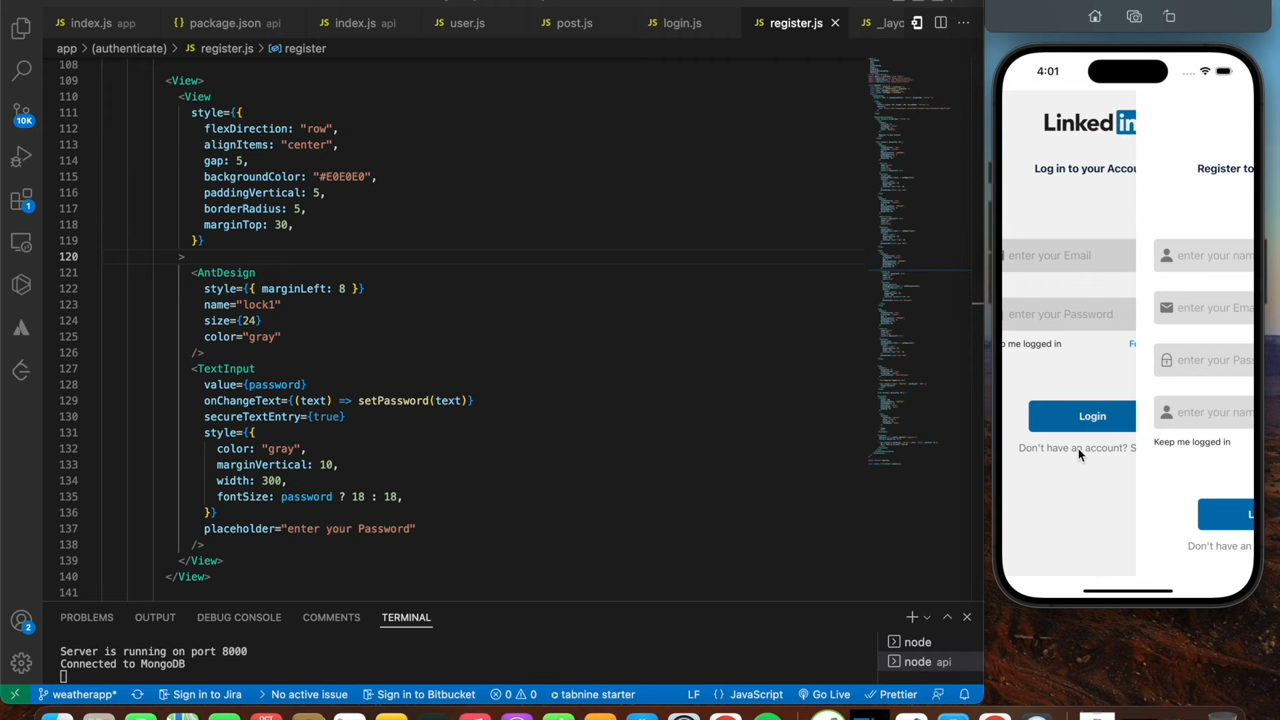 index.js app
package.json api
index.js api
user.js
post.js
login.js
register.js
_layo
app > (authenticate) > register.js > register
108
109 <View>
110 <View
111 style={{
112 flexDirection: "row",
113 alignItems: "center",
114 gap: 5,
115 backgroundColor: "#E0E0E0",
116 paddingVertical: 5,
117 borderRadius: 5,
118 marginTop: 30,
119 }}
120 >
121 <AntDesign
122 style={{ marginLeft: 8 }}
123 name="lock1"
124 size={24}
125 color="gray"
126 />
127 <TextInput
128 value={password}
129 onChangeText={(text) => setPassword(text)}
130 secureTextEntry={true}
131 style={{
132 color: "gray",
133 marginVertical: 10,
134 width: 300,
135 fontSize: password ? 18 : 18,
136 }}
137 placeholder="enter your Password"
138 />
139 </View>
140 </View>
141
10K
1
2
PROBLEMS OUTPUT DEBUG CONSOLE COMMENTS TERMINAL
Server is running on port 8000
Connected to MongoDB
node
node api
weatherapp* Sign in to Jira No active issue Sign in to Bitbucket 0 0 tabnine starter LF {} JavaScript Go Live Prettier
4:01
Linked in
Log in to your Accou
enter your Email
enter your Password
p me logged in
Fo
Login
Don't have an account? S
Register to
enter your nam
enter your Ema
enter your Pas
enter your nam
Keep me logged in
L
Don't have an